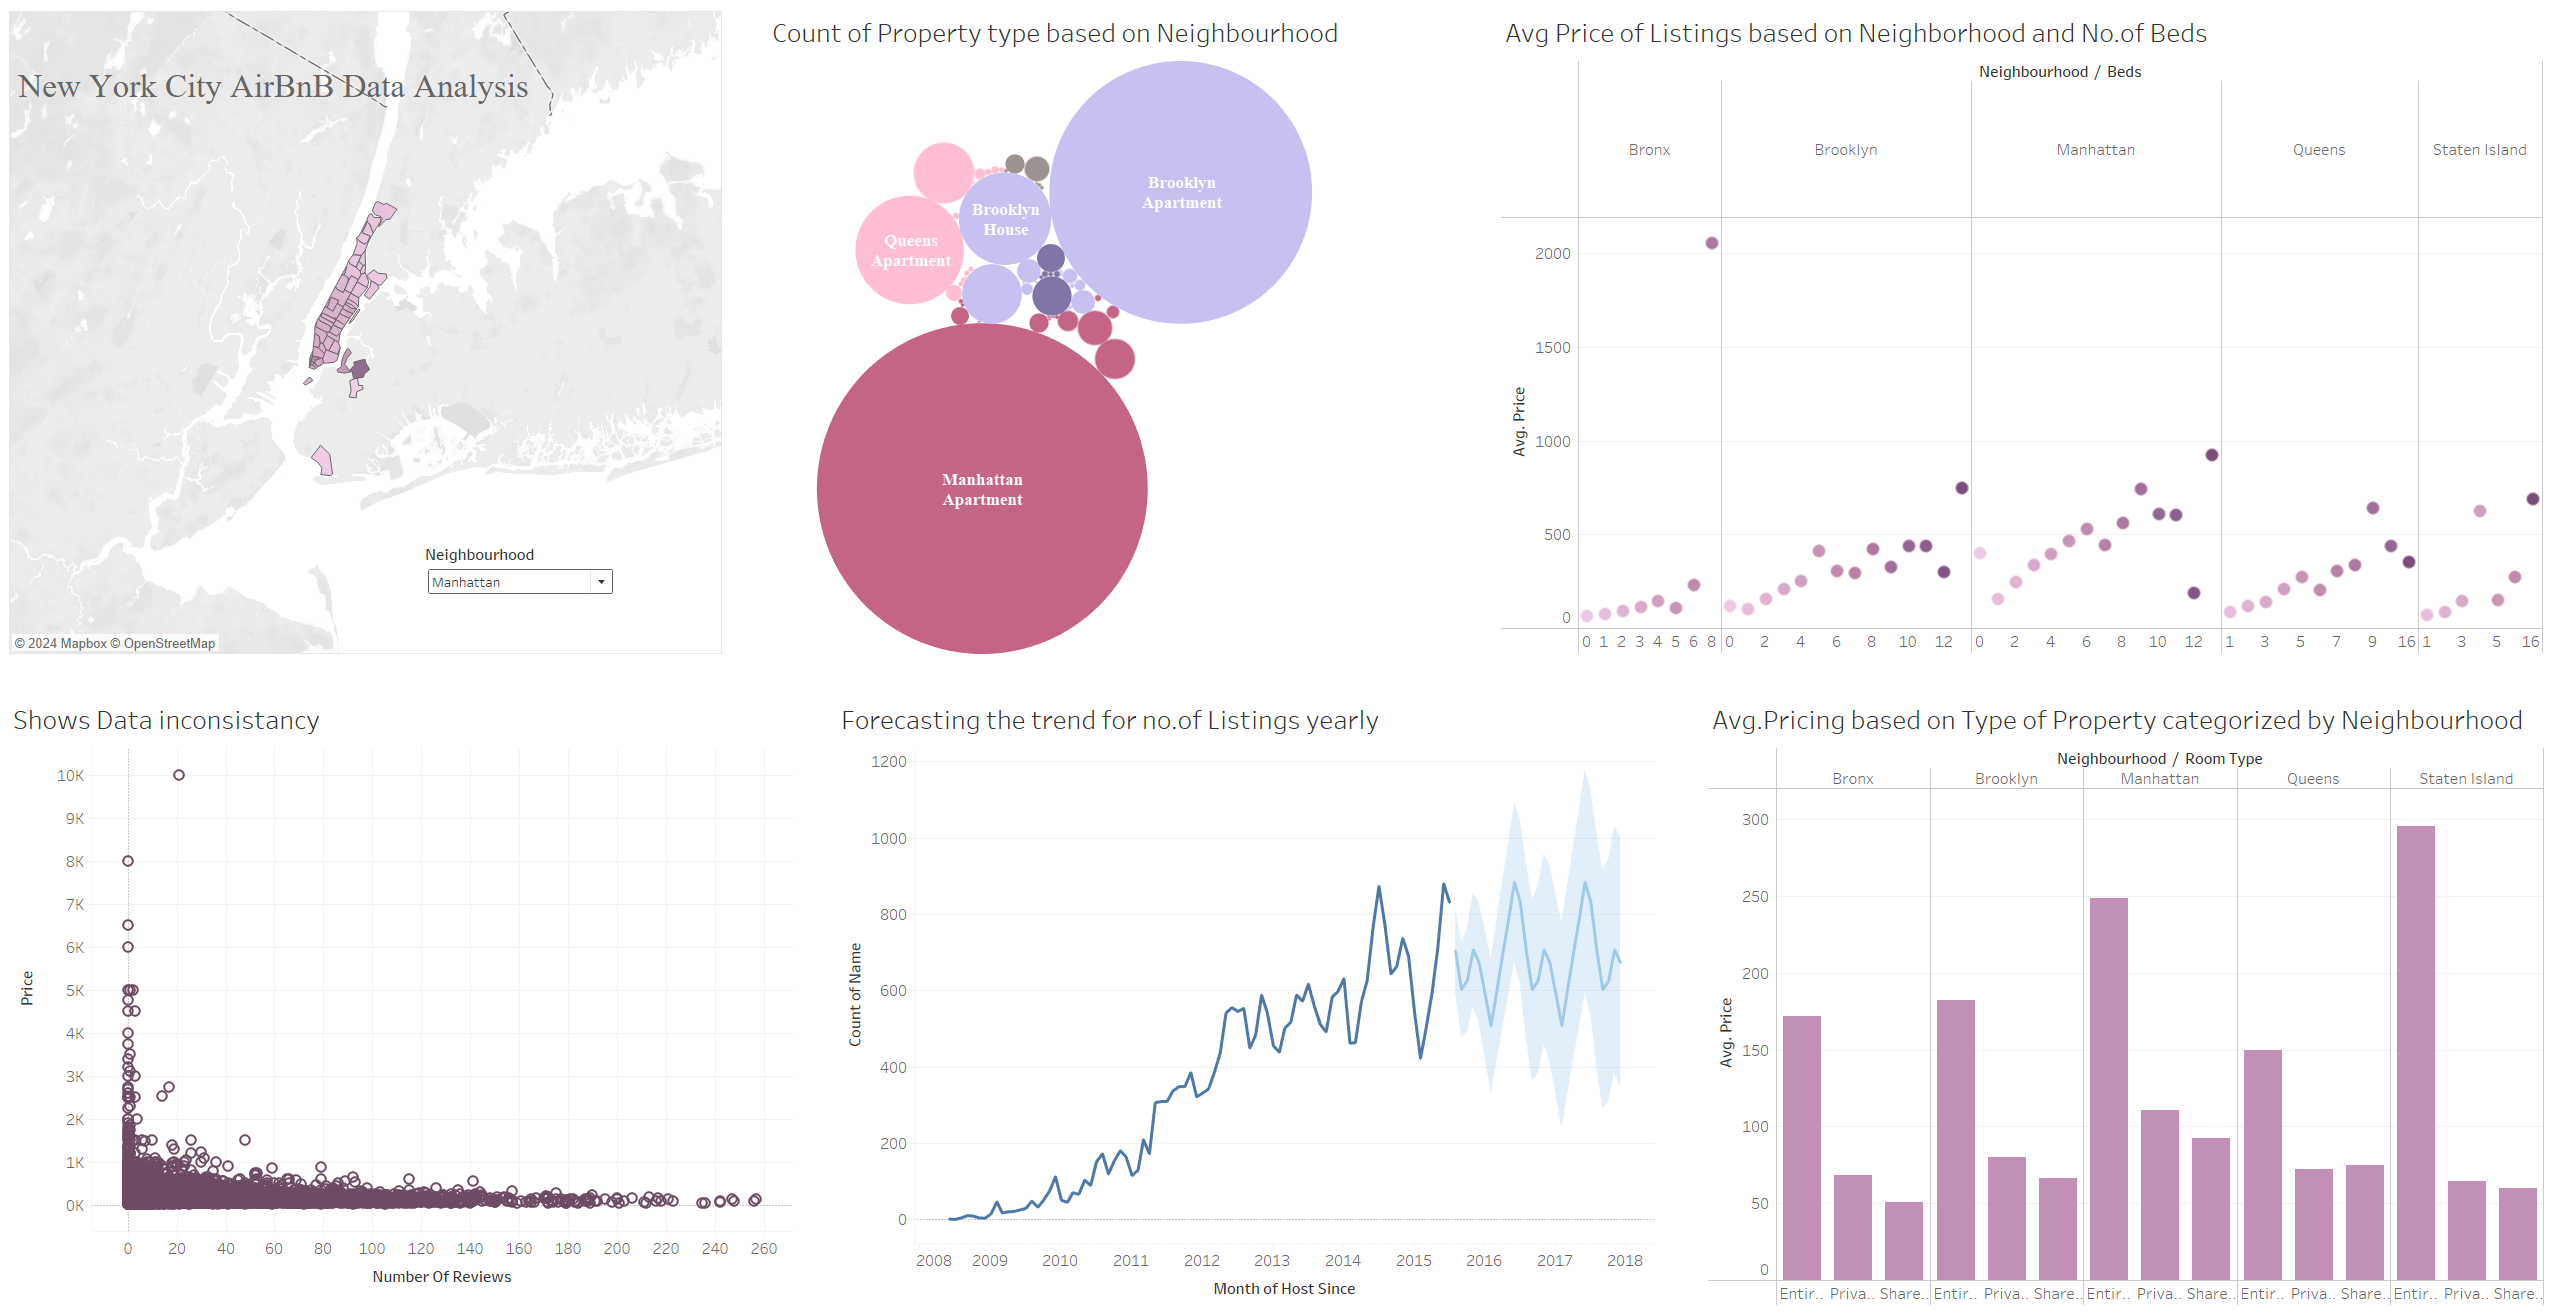 New York City AirBnB Data Analysis
Neighbourhood
Manhattan
© 2024 Mapbox © OpenStreetMap
Count of Property type based on Neighbourhood
Brooklyn
Apartment
Brooklyn
House
Queens
Apartment
Manhattan
Apartment
Avg Price of Listings based on Neighborhood and No.of Beds
Neighbourhood / Beds
Bronx Brooklyn Manhattan Queens Staten Island
Avg. Price
2000
1500
1000
500
0
0 1 2 3 4 5 6 8 0 2 4 6 8 10 12 0 2 4 6 8 10 12 1 3 5 7 9 16 1 3 5 16
Shows Data inconsistancy
Price
10K
9K
8K
7K
6K
5K
4K
3K
2K
1K
0K
0 20 40 60 80 100 120 140 160 180 200 220 240 260
Number Of Reviews
Forecasting the trend for no.of Listings yearly
Count of Name
1200
1000
800
600
400
200
0
2008 2009 2010 2011 2012 2013 2014 2015 2016 2017 2018
Month of Host Since
Avg.Pricing based on Type of Property categorized by Neighbourhood
Neighbourhood / Room Type
Bronx Brooklyn Manhattan Queens Staten Island
Avg. Price
300
250
200
150
100
50
0
Entir.. Priva.. Share.. Entir.. Priva.. Share.. Entir.. Priva.. Share.. Entir.. Priva.. Share.. Entir.. Priva.. Share..